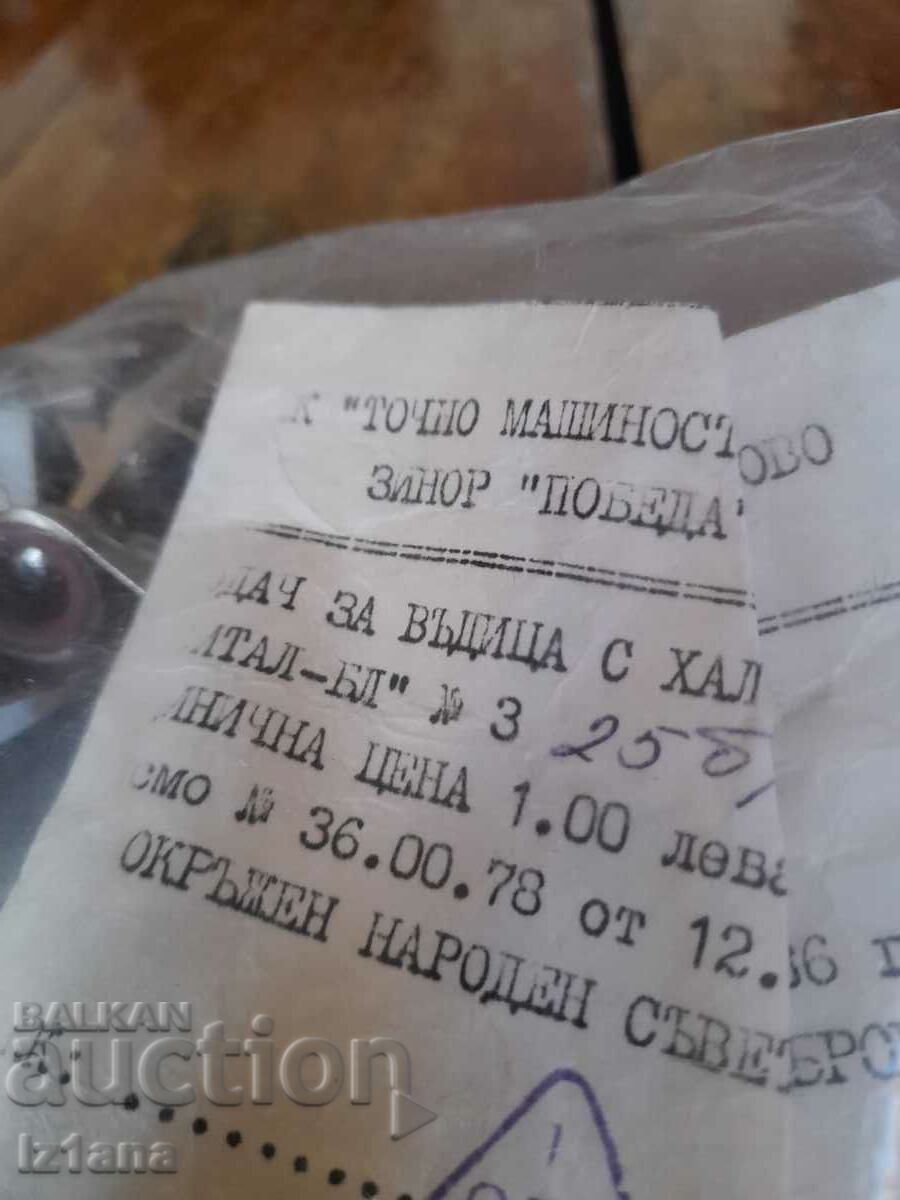 К "ТОЧНО МАШИНОСТ ОВО
ЗИНОР "ПОБЕДА"
ДАЧ ЗА ВЪДИЦА С ХАЛ
ИТАЛ-БЛ" № 3 25 б
ИНИЧНА ЦЕНА 1.00 лева
смо № 36.00.78 от 12. 86 г
ОКРЪЖЕН НАРОДЕН СЪВЕТ
К.
BALKAN
auction
iz1ana